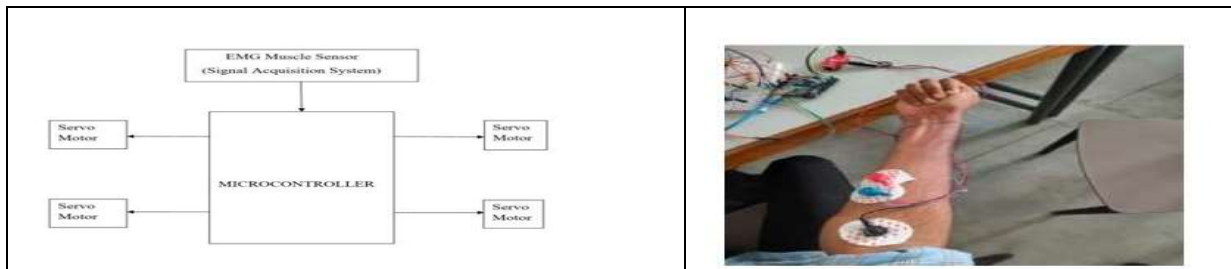 EMG Muscle Sensor
(Signal Acquisition System)
Servo
Motor
Servo
Motor
MICROCONTROLLER
Servo
Motor
Servo
Motor